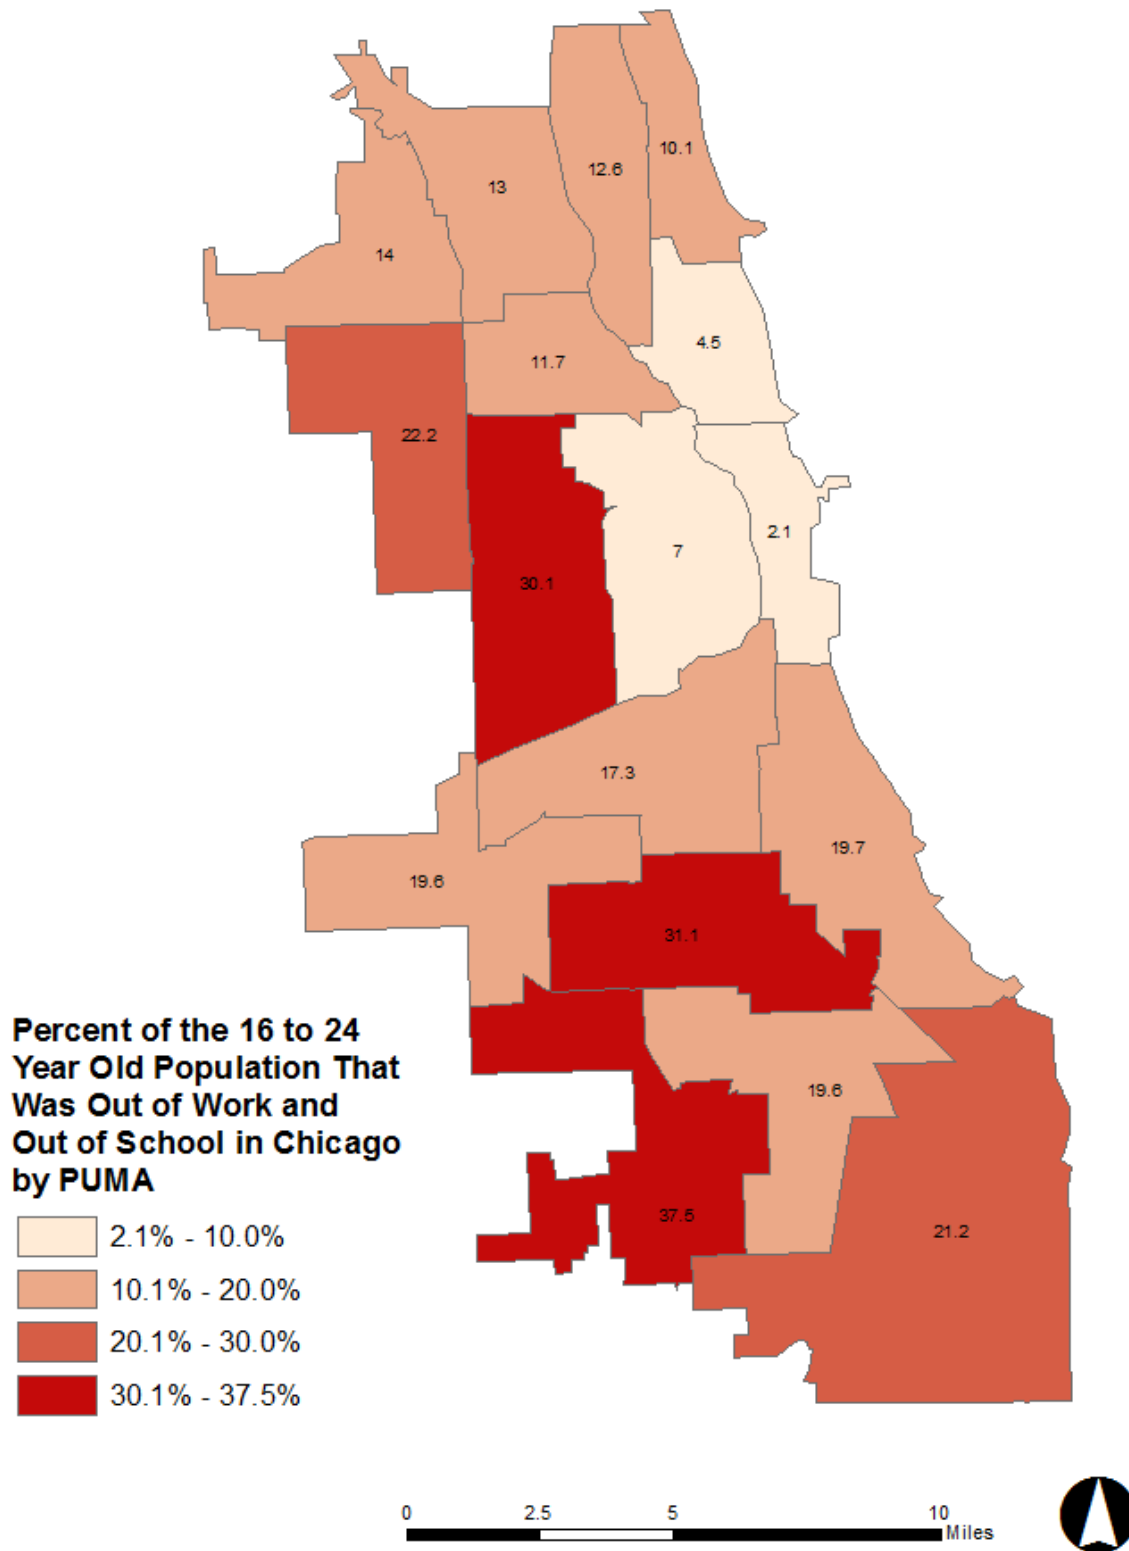 10.1
12.6
13
14
4.5
11.7
22.2
2.1
7
30.1
17.3
19.7
19.6
31.1
Percent of the 16 to 24
Year Old Population That
Was Out of Work and
Out of School in Chicago
by PUMA
19.6
37.5
21.2
2.1% - 10.0%
10.1% - 20.0%
20.1% - 30.0%
30.1% - 37.5%
0 2.5 5 10
Miles